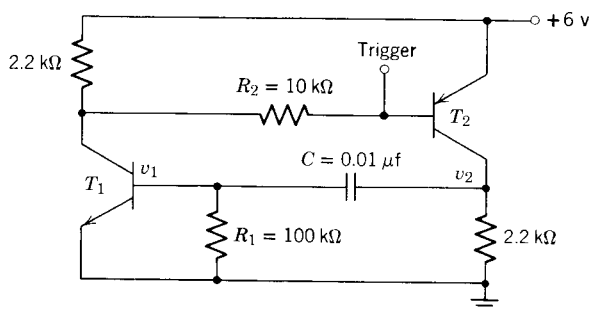 +6 v
2.2 kΩ
Trigger
R₂ = 10 kΩ
T₂
C = 0.01 μf
v₁
v₂
T₁
R₁ = 100 kΩ
2.2 kΩ